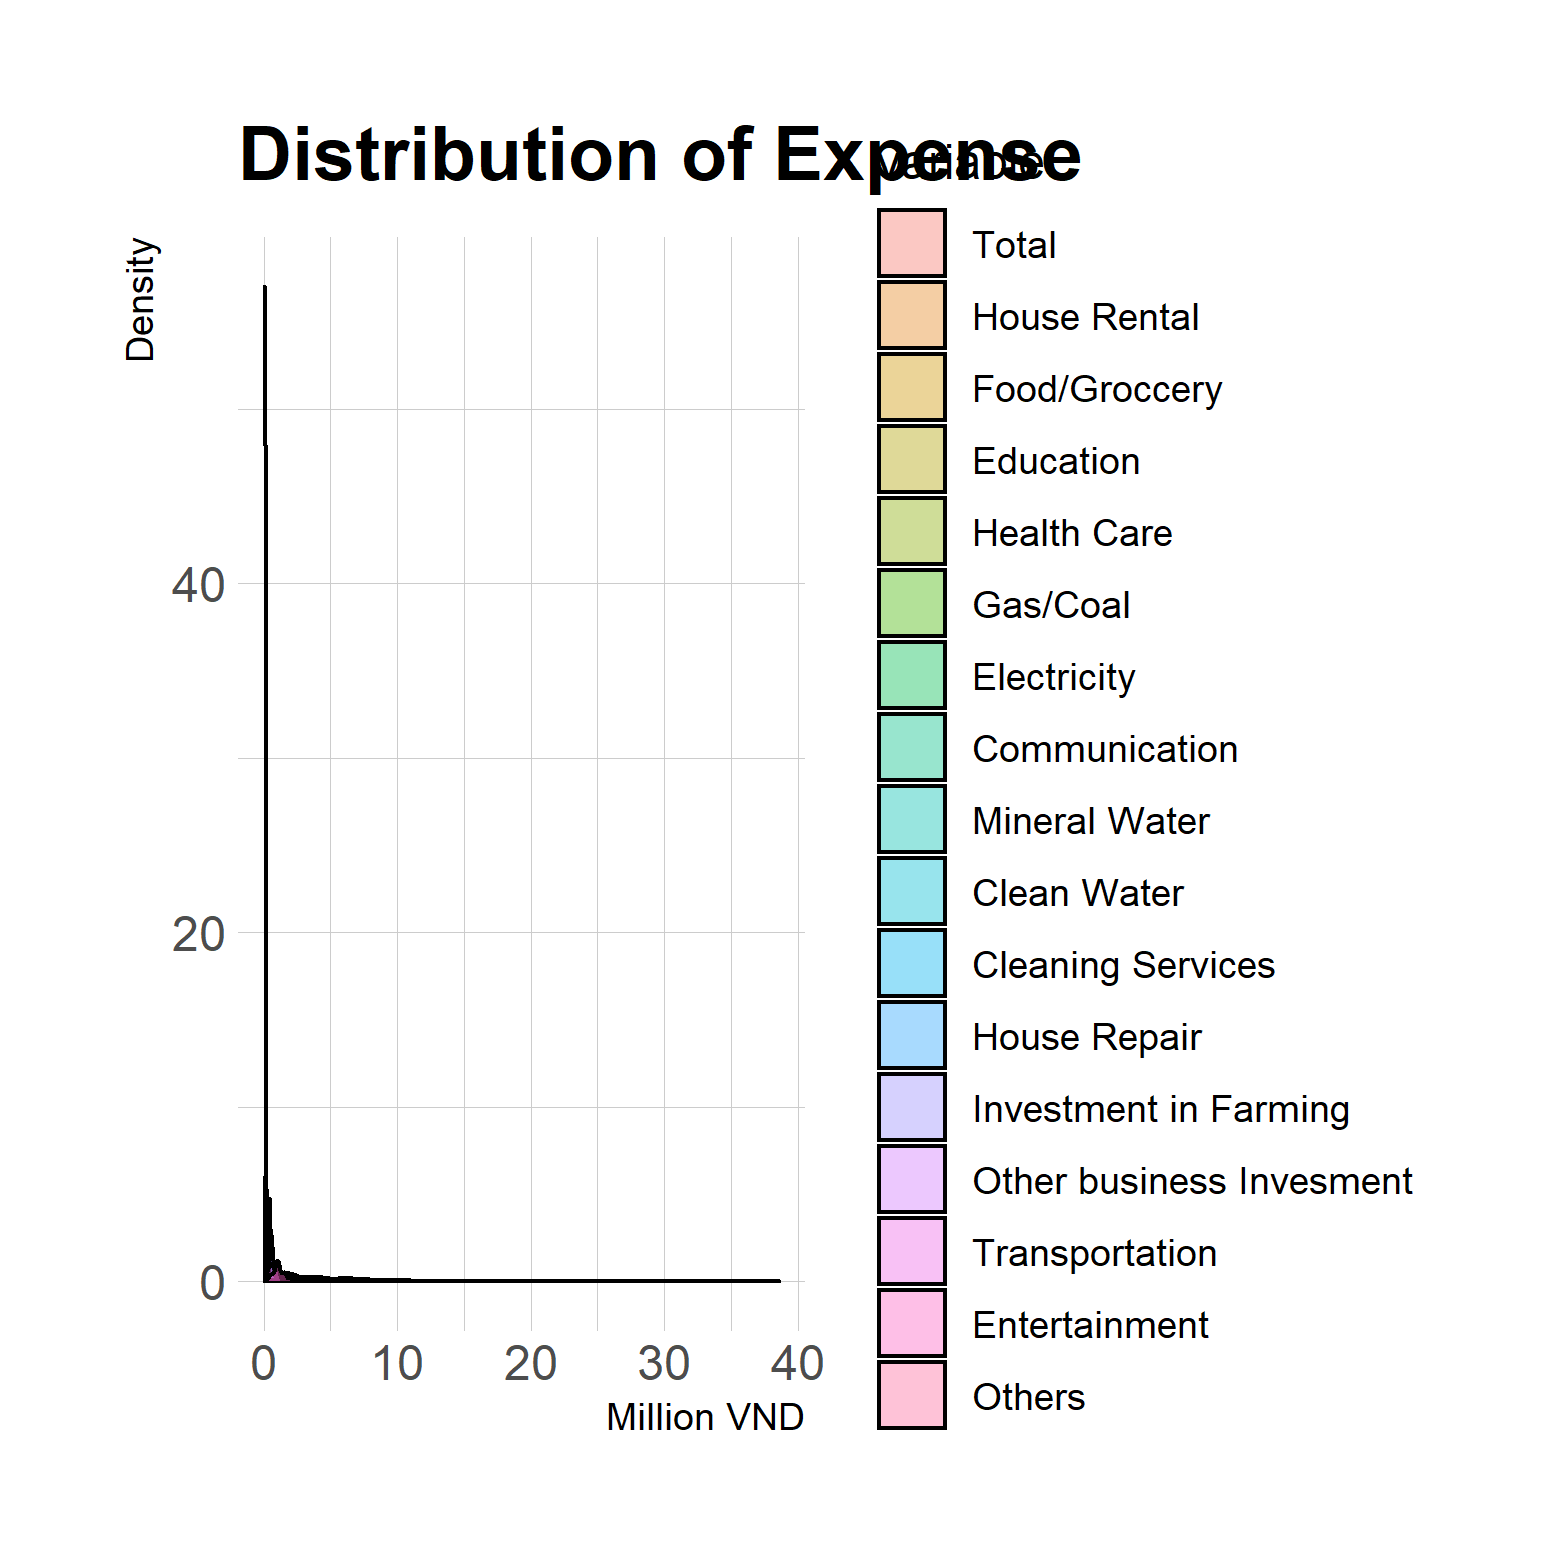 Distribution of Expense
variable
Density
40
20
0
0 10 20 30 40
Million VND
Total
House Rental
Food/Groccery
Education
Health Care
Gas/Coal
Electricity
Communication
Mineral Water
Clean Water
Cleaning Services
House Repair
Investment in Farming
Other business Invesment
Transportation
Entertainment
Others